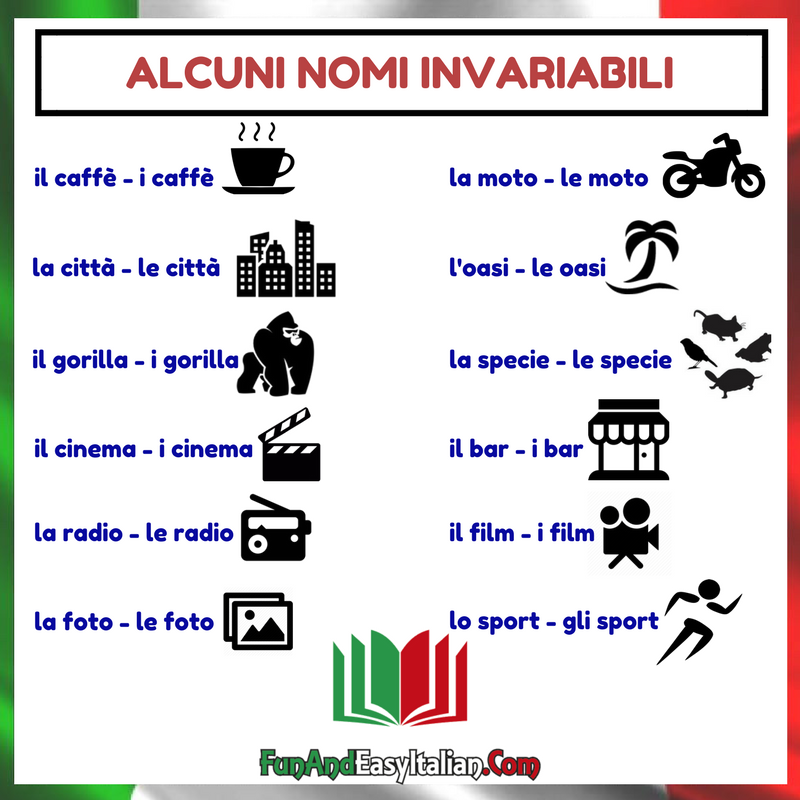 ALCUNI NOMI INVARIABILI
il caffè - i caffè
la città - le città
il gorilla - i gorilla
il cinema - i cinema
la radio - le radio
la foto - le foto
la moto - le moto
l'oasi - le oasi
la specie - le specie
il bar - i bar
il film - i film
lo sport - gli sport
FunAndEasyItalian.Com